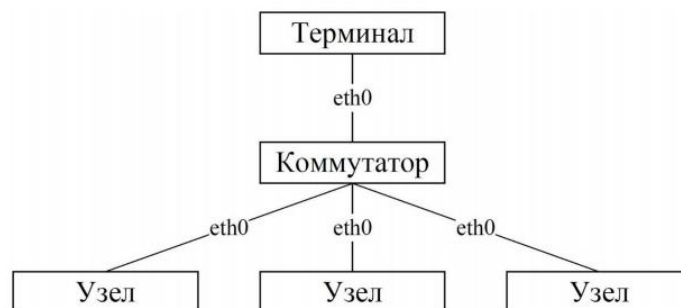 Терминал
eth0
Коммутатор
eth0 eth0 eth0
Узел Узел Узел